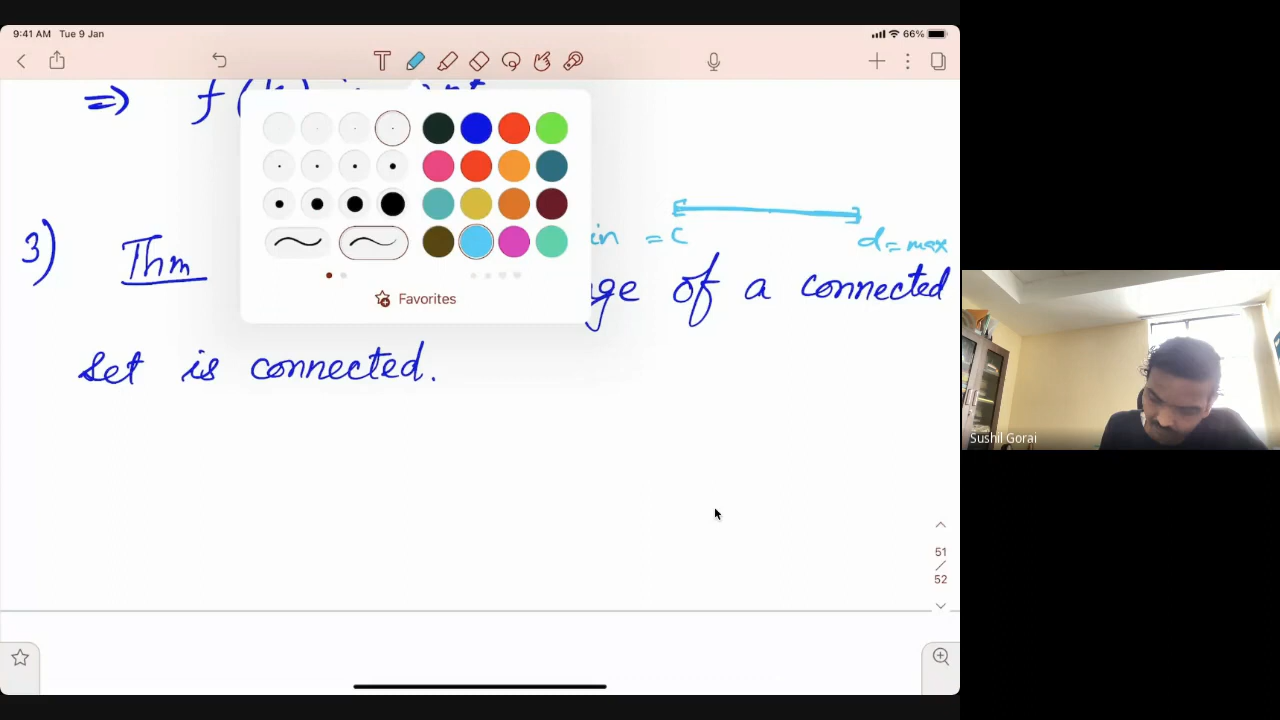 9:41 AM Tue 9 Jan
66%
T
=> f(
in = c
d = max
3) Thm
ge of a connected
set is connected.
Favorites
51
/
52
Sushil Gorai